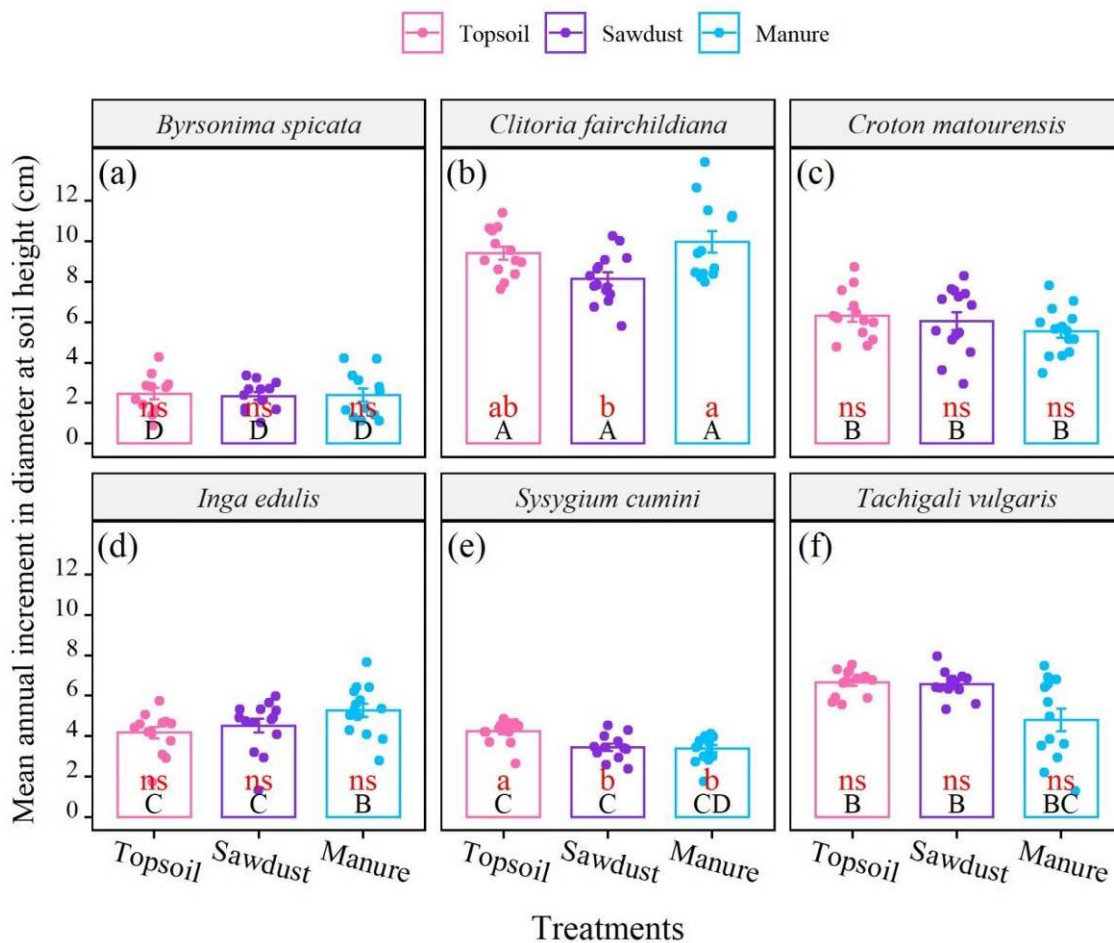 Topsoil Sawdust Manure
Mean annual increment in diameter at soil height (cm)
Byrsonima spicata Clitoria fairchildiana Croton matourensis
(a) (b) (c)
12
10
8
6
4
2
0
ns ns ns ab b a ns ns ns
D D D A A A B B B
Inga edulis Sysygium cumini Tachigali vulgaris
(d) (e) (f)
12
10
8
6
4
2
0
ns ns ns a b b ns ns ns
C C B C C CD B B BC
Topsoil Sawdust Manure Topsoil Sawdust Manure Topsoil Sawdust Manure
Treatments